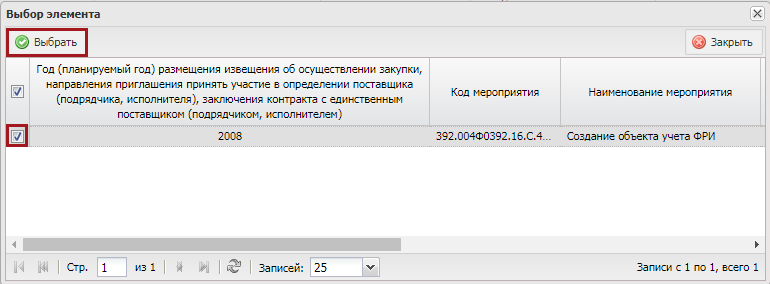 Выбор элемента
Выбрать
Закрыть
Год (планируемый год) размещения извещения об осуществлении закупки,
направления приглашения принять участие в определении поставщика
(подрядчика, исполнителя), заключения контракта с единственным
поставщиком (подрядчиком, исполнителем)
Код мероприятия
Наименование мероприятия
2008
392.004Ф0392.16.С.4...
Создание объекта учета ФРИ
Стр. 1 из 1
Записей: 25
Записи с 1 по 1, всего 1